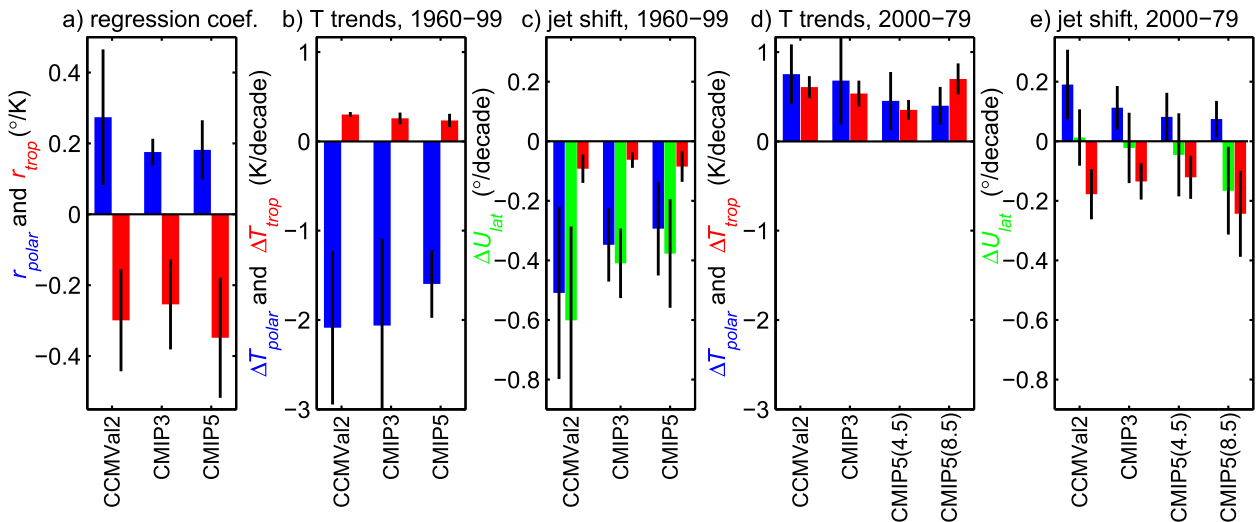 a) regression coef.
r_polar and r_trop (°/K)
0.4
0.2
0
−0.2
−0.4
CCMVal2
CMIP3
CMIP5
b) T trends, 1960−99
ΔT_polar and ΔT_trop (K/decade)
1
0
−1
−2
−3
CCMVal2
CMIP3
CMIP5
c) jet shift, 1960−99
ΔU_lat (°/decade)
0.2
0
−0.2
−0.4
−0.6
−0.8
CCMVal2
CMIP3
CMIP5
d) T trends, 2000−79
ΔT_polar and ΔT_trop (K/decade)
1
0
−1
−2
−3
CCMVal2
CMIP3
CMIP5(4.5)
CMIP5(8.5)
e) jet shift, 2000−79
ΔU_lat (°/decade)
0.2
0
−0.2
−0.4
−0.6
−0.8
CCMVal2
CMIP3
CMIP5(4.5)
CMIP5(8.5)